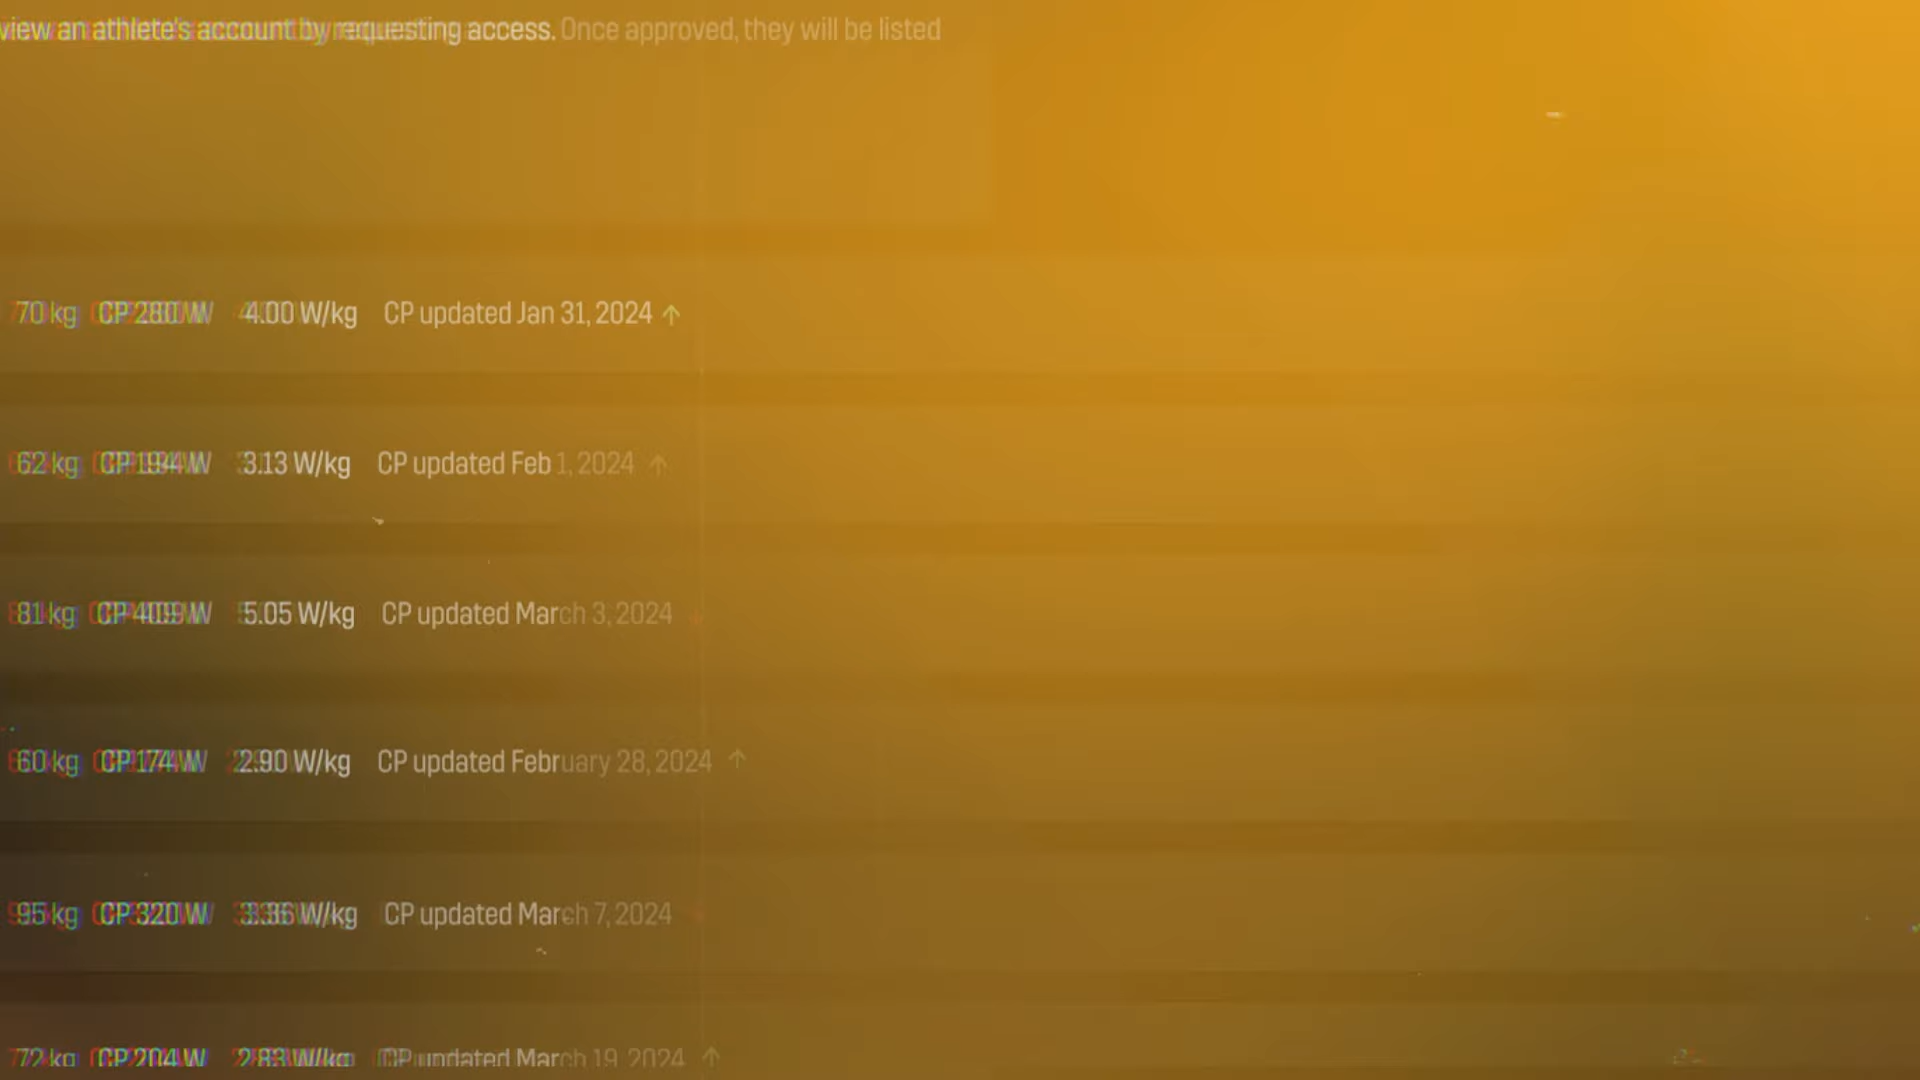 view an athlete's account by requesting access. Once approved, they will be listed
70 kg CP 280 W 4.00 W/kg CP updated Jan 31, 2024 ↑
62 kg CP 194 W 3.13 W/kg CP updated Feb 1, 2024 ↑
81 kg CP 409 W 5.05 W/kg CP updated March 3, 2024 ↓
60 kg CP 174 W 2.90 W/kg CP updated February 28, 2024 ↑
95 kg CP 320 W 3.36 W/kg CP updated March 7, 2024
72 kg CP 204 W 2.83 W/kg CP updated March 19, 2024 ↑